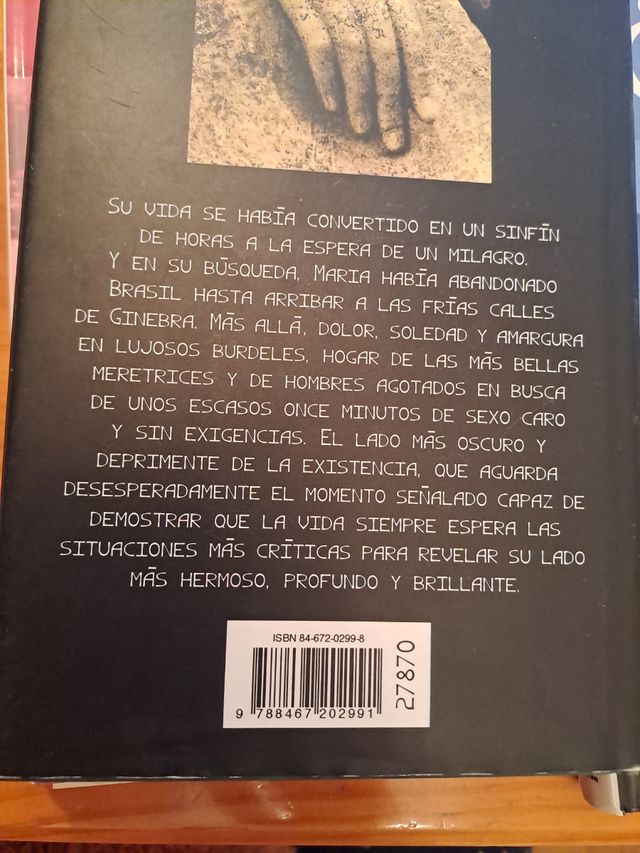 Su vida se había convertido en un sinfín
de horas a la espera de un milagro.
Y en su búsqueda, Maria había abandonado
Brasil hasta arribar a las frías calles
de Ginebra. Más allá, dolor, soledad y amargura
en lujosos burdeles, hogar de las más bellas
meretrices y de hombres agotados en busca
de unos escasos once minutos de sexo caro
y sin exigencias. El lado más oscuro y
deprimente de la existencia, que aguarda
desesperadamente el momento señalado capaz de
demostrar que la vida siempre espera las
situaciones más críticas para revelar su lado
más hermoso, profundo y brillante.
ISBN 84-672-0299-8
9 788467 202991
27870